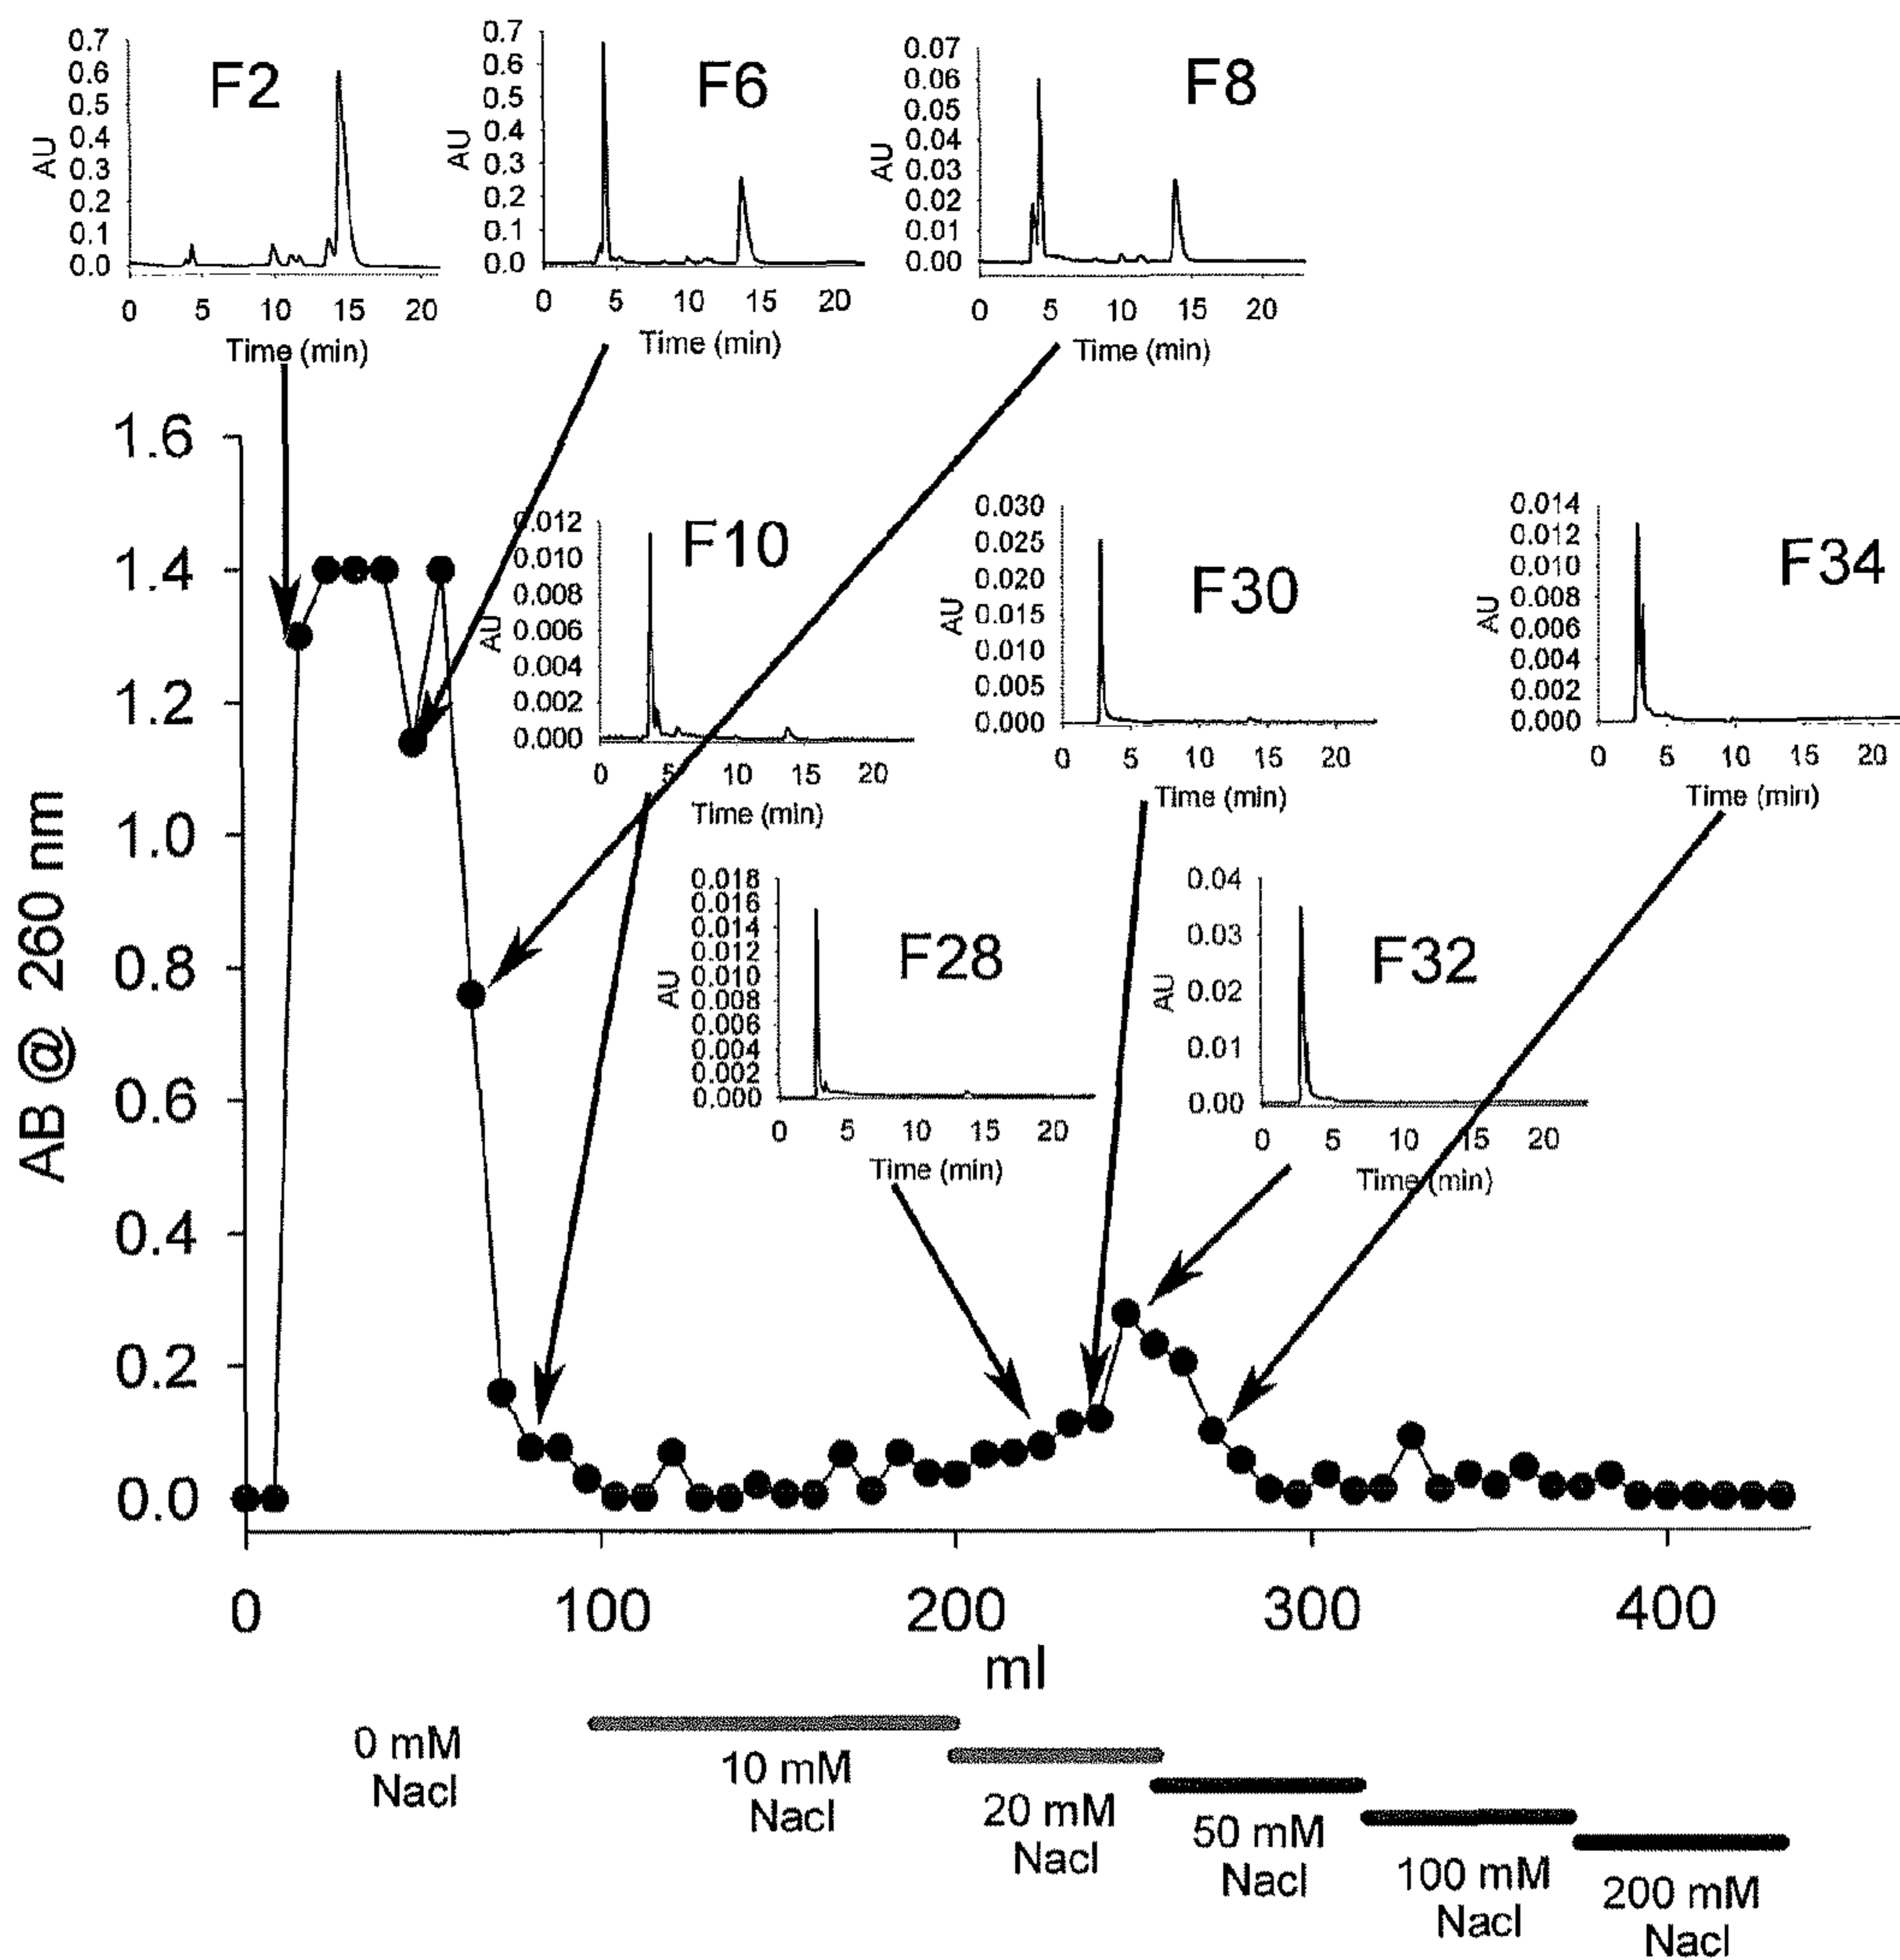 0.7
0.6
0.5
0.4
0.3
0.2
0.1
0.0
AU
F2
0 5 10 15 20
Time (min)
0.7
0.6
0.5
0.4
0.3
0.2
0.1
0.0
AU
F6
0 5 10 15 20
Time (min)
0.07
0.06
0.05
0.04
0.03
0.02
0.01
0.00
AU
F8
0 5 10 15 20
Time (min)
1.6
1.4
1.2
1.0
0.8
0.6
0.4
0.2
0.0
AB @ 260 nm
0.012
0.010
0.008
0.006
0.004
0.002
0.000
AU
F10
0 5 10 15 20
Time (min)
0.030
0.025
0.020
0.015
0.010
0.005
0.000
AU
F30
0 5 10 15 20
Time (min)
0.014
0.012
0.010
0.008
0.006
0.004
0.002
0.000
AU
F34
0 5 10 15 20
Time (min)
0.018
0.016
0.014
0.012
0.010
0.008
0.006
0.004
0.002
0.000
AU
F28
0 5 10 15 20
Time (min)
0.04
0.03
0.02
0.01
0.00
AU
F32
0 5 10 15 20
Time (min)
0 100 200 300 400
ml
0 mM
Nacl
10 mM
Nacl
20 mM
Nacl
50 mM
Nacl
100 mM
Nacl
200 mM
Nacl